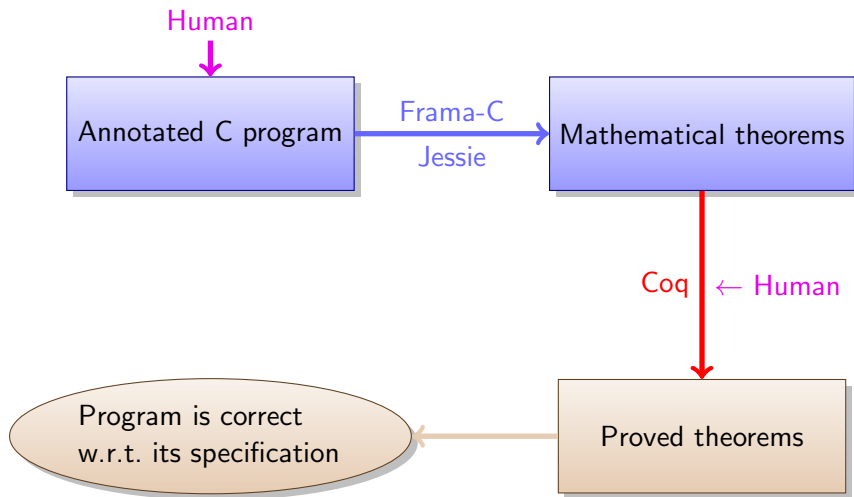 Human
Annotated C program
Frama-C
Jessie
Mathematical theorems
Coq
← Human
Program is correct
w.r.t. its specification
Proved theorems